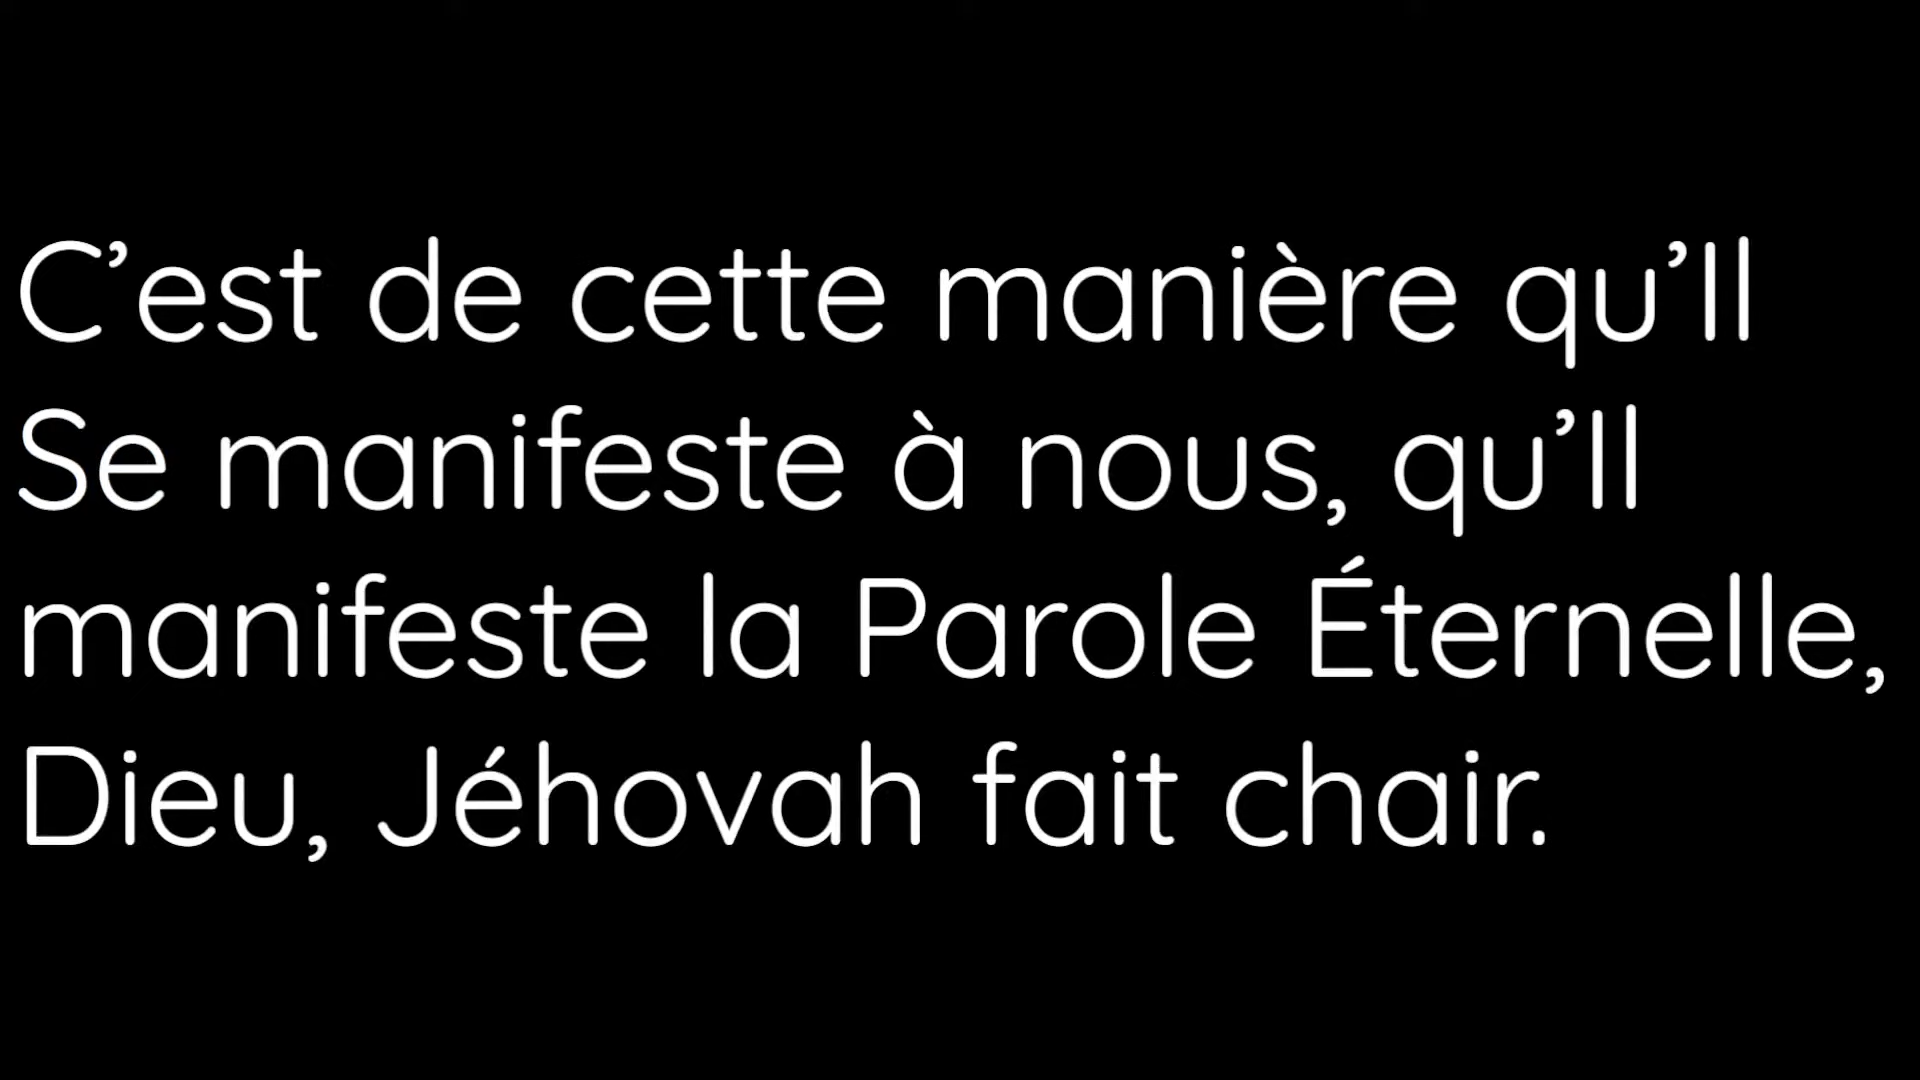 C’est de cette manière qu’Il
Se manifeste à nous, qu’Il
manifeste la Parole Éternelle,
Dieu, Jéhovah fait chair.